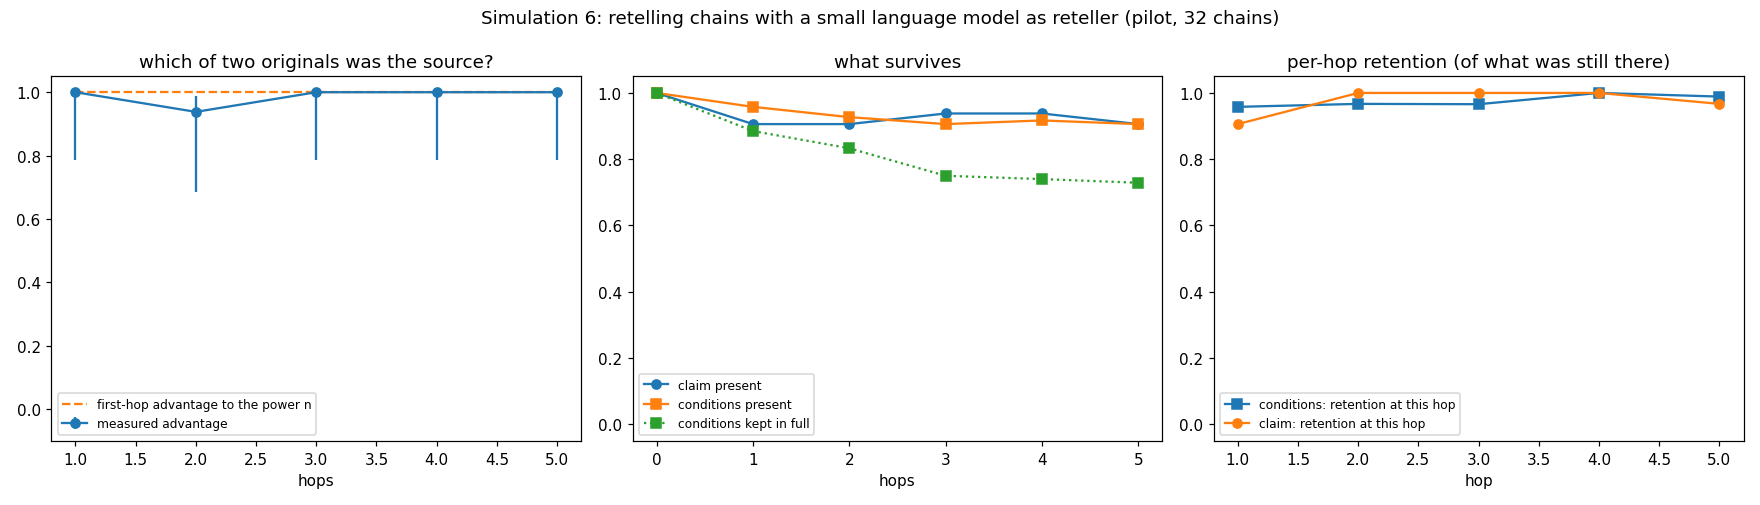 Simulation 6: retelling chains with a small language model as reteller (pilot, 32 chains)
which of two originals was the source?
1.0
0.8
0.6
0.4
0.2
0.0
first-hop advantage to the power n
measured advantage
1.0 1.5 2.0 2.5 3.0 3.5 4.0 4.5 5.0
hops
what survives
1.0
0.8
0.6
0.4
0.2
0.0
claim present
conditions present
conditions kept in full
0 1 2 3 4 5
hops
per-hop retention (of what was still there)
1.0
0.8
0.6
0.4
0.2
0.0
conditions: retention at this hop
claim: retention at this hop
1.0 1.5 2.0 2.5 3.0 3.5 4.0 4.5 5.0
hop